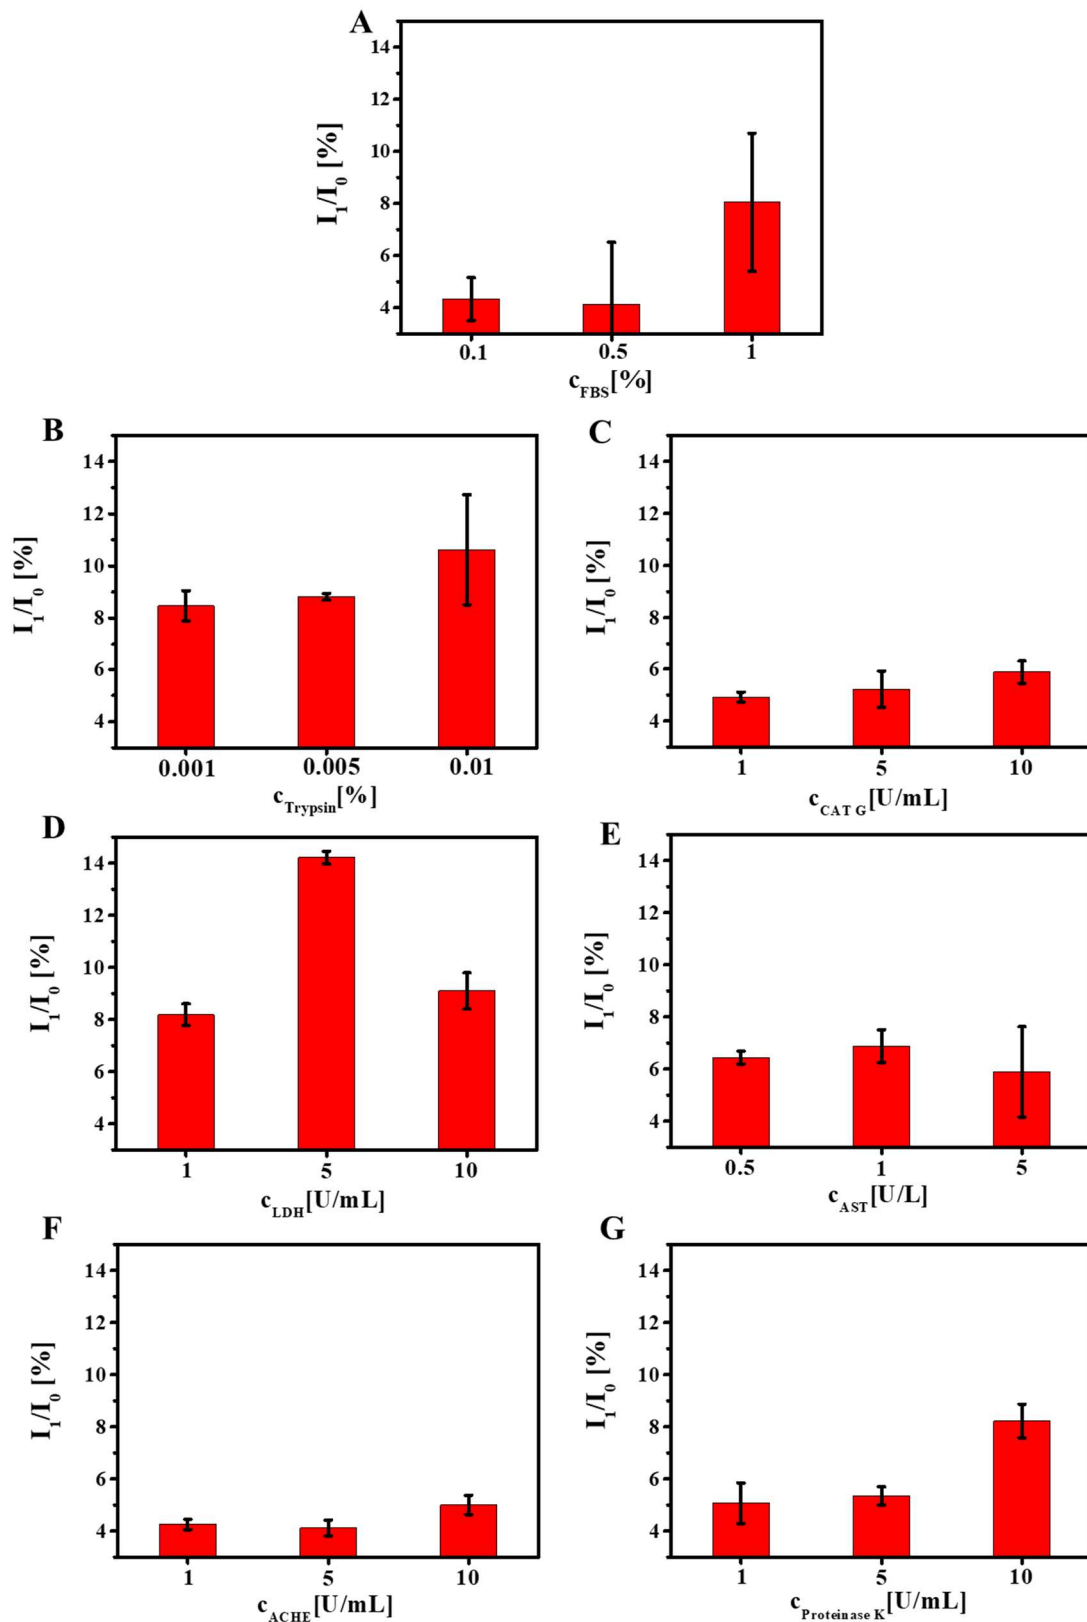 A
I1/I0 [%]
14
12
10
8
6
4
0.1 0.5 1
cFBS[%]
B
I1/I0 [%]
14
12
10
8
6
4
0.001 0.005 0.01
cTrypsin[%]
C
I1/I0 [%]
14
12
10
8
6
4
1 5 10
cCAT G[U/mL]
D
I1/I0 [%]
14
12
10
8
6
4
1 5 10
cLDH[U/mL]
E
I1/I0 [%]
14
12
10
8
6
4
0.5 1 5
cAST[U/L]
F
I1/I0 [%]
14
12
10
8
6
4
1 5 10
cACHE[U/mL]
G
I1/I0 [%]
14
12
10
8
6
4
1 5 10
cProteinase K[U/mL]